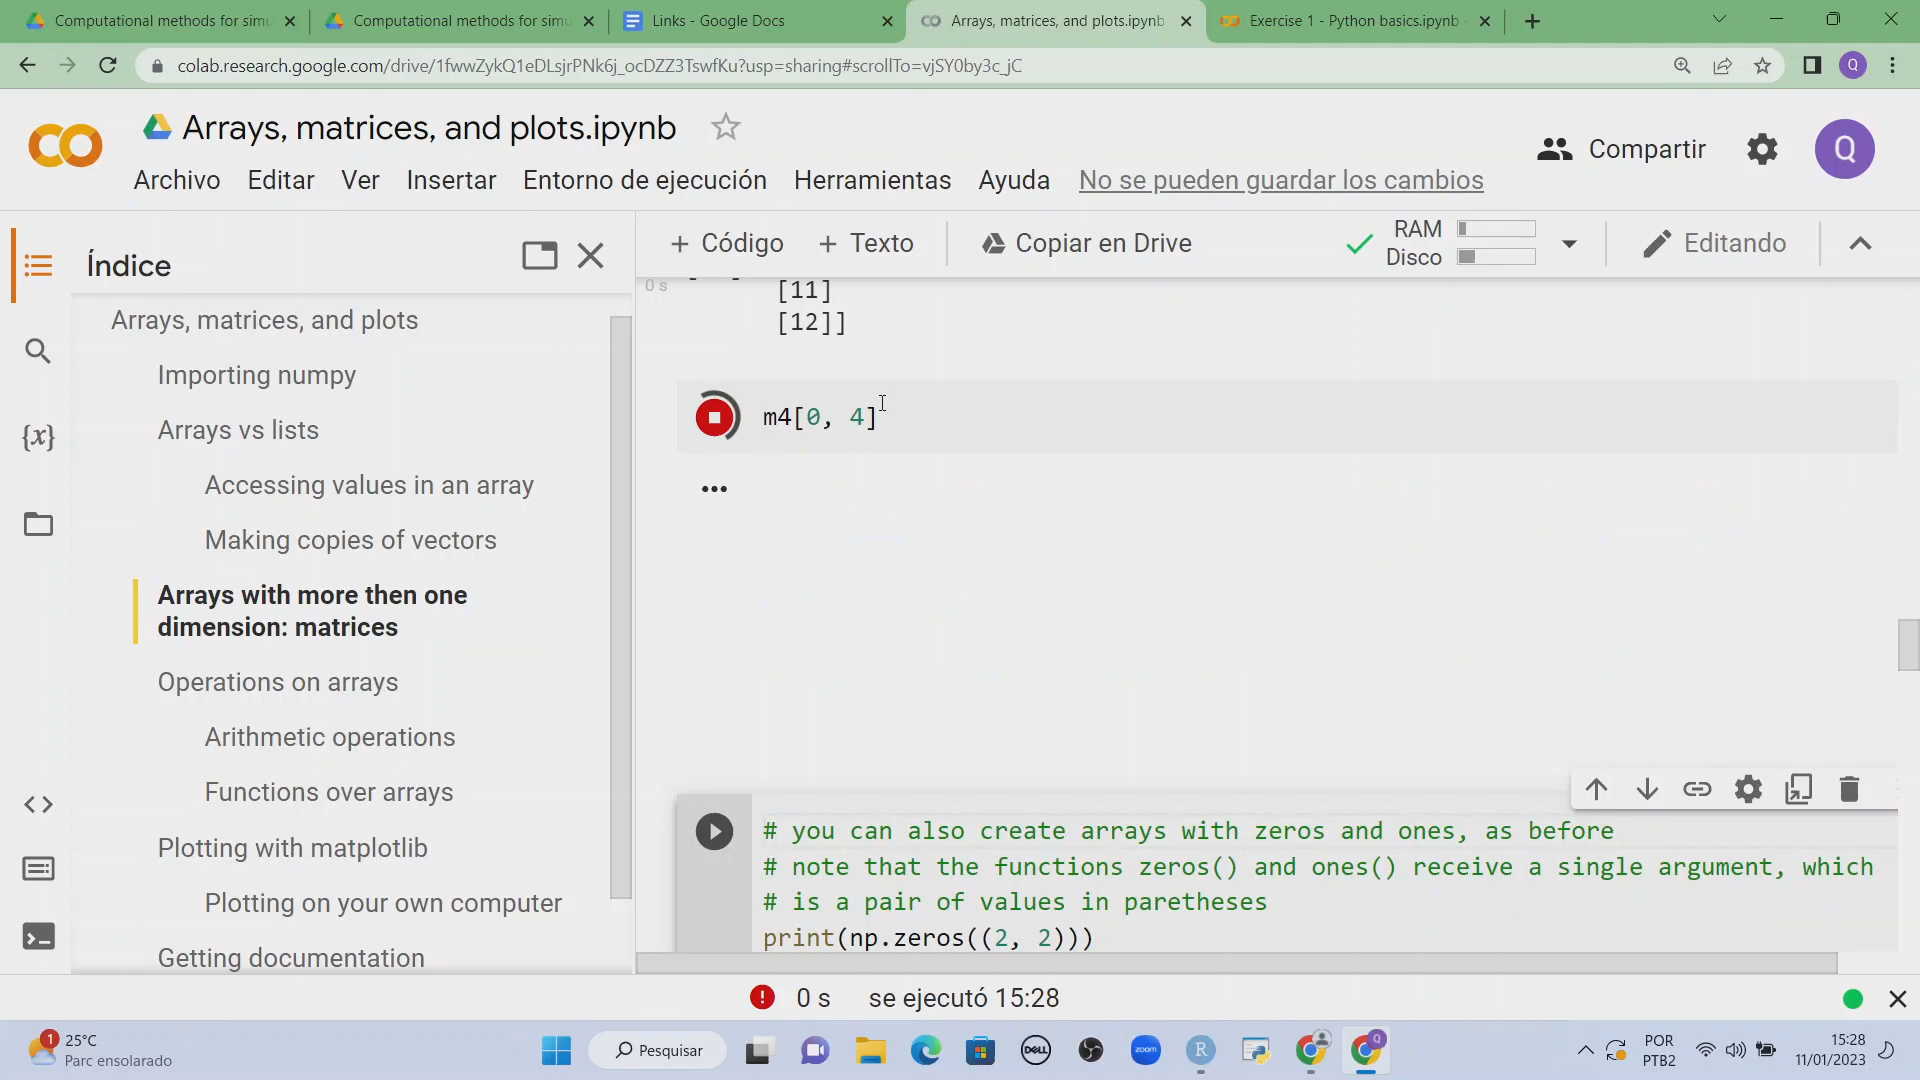 Computational methods for simu
Computational methods for simu
Links - Google Docs
Arrays, matrices, and plots.ipynb
Exercise 1 - Python basics.ipynb
colab.research.google.com/drive/1fwwZykQ1eDLsjrPNk6j_ocDZZ3TswfKu?usp=sharing#scrollTo=vjSY0by3c_jC
Q
Arrays, matrices, and plots.ipynb
Compartir
Q
Archivo Editar Ver Insertar Entorno de ejecución Herramientas Ayuda No se pueden guardar los cambios
+ Código + Texto Copiar en Drive
RAM
Disco
Editando
Índice
Arrays, matrices, and plots
Importing numpy
Arrays vs lists
Accessing values in an array
Making copies of vectors
Arrays with more then one
dimension: matrices
Operations on arrays
Arithmetic operations
Functions over arrays
Plotting with matplotlib
Plotting on your own computer
Getting documentation
{x}
0 s
[11]
[12]]
m4[0, 4]
# you can also create arrays with zeros and ones, as before
# note that the functions zeros() and ones() receive a single argument, which
# is a pair of values in paretheses
print(np.zeros((2, 2)))
0 s se ejecutó 15:28
1
25°C
Parc ensolarado
Pesquisar
DELL
zoom
R
Q
POR
PTB2
15:28
11/01/2023